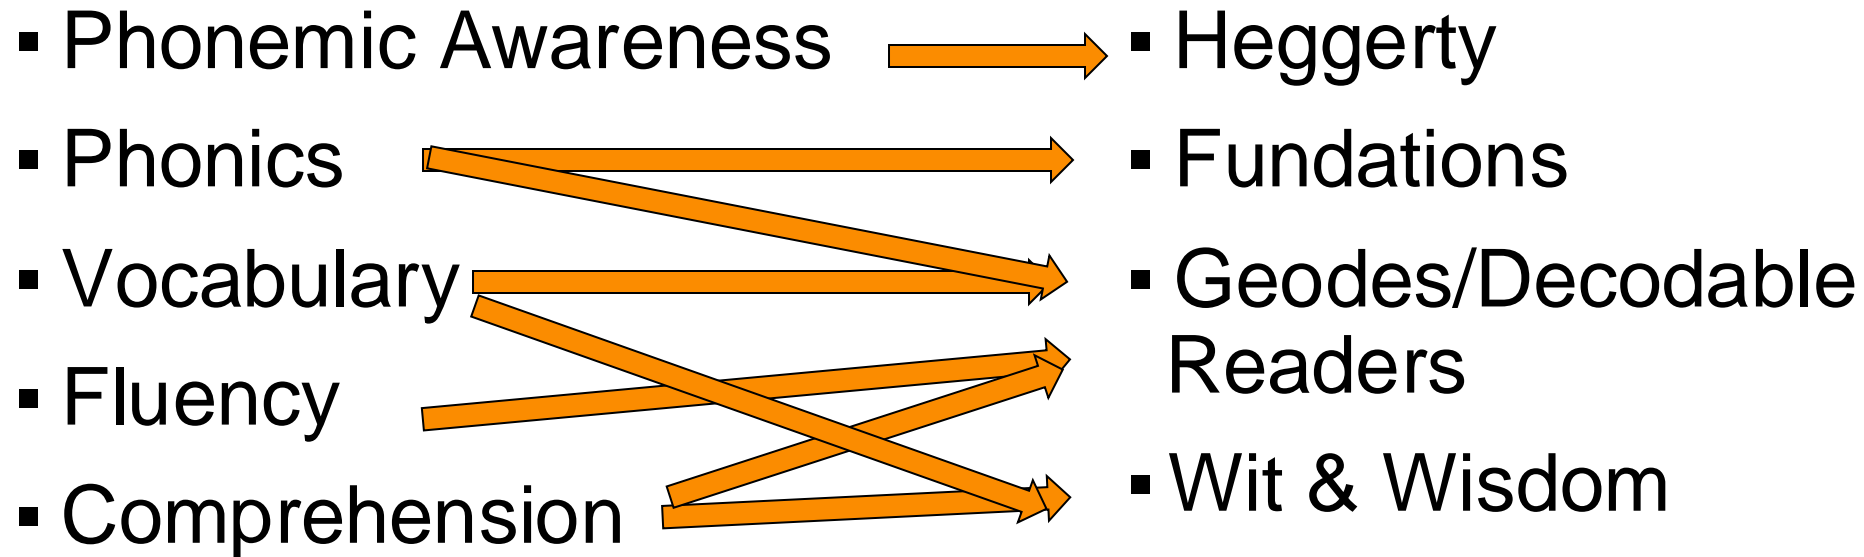 ▪ Phonemic Awareness
▪ Phonics
▪ Vocabulary
▪ Fluency
▪ Comprehension
▪ Heggerty
▪ Fundations
▪ Geodes/Decodable
Readers
▪ Wit & Wisdom